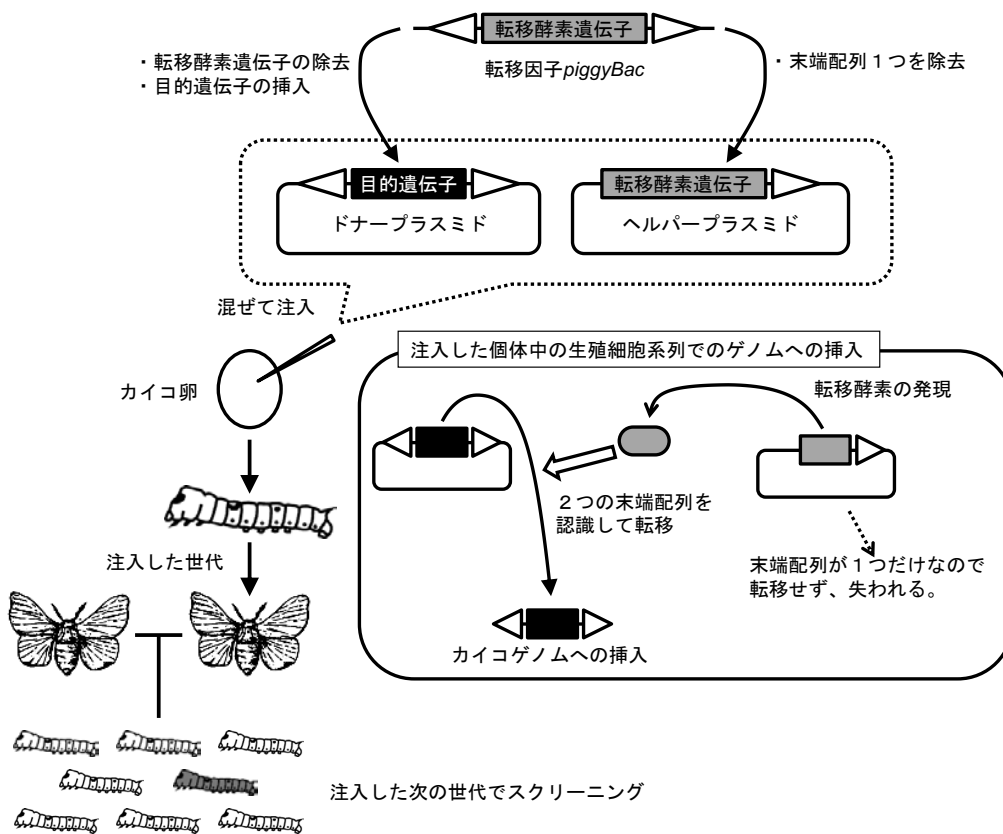 転移酵素遺伝子
転移因子piggyBac
・転移酵素遺伝子の除去
・目的遺伝子の挿入
・末端配列１つを除去
目的遺伝子
ドナープラスミド
転移酵素遺伝子
ヘルパープラスミド
混ぜて注入
カイコ卵
注入した世代
注入した個体中の生殖細胞系列でのゲノムへの挿入
転移酵素の発現
２つの末端配列を
認識して転移
末端配列が１つだけなので
転移せず、失われる。
カイコゲノムへの挿入
注入した次の世代でスクリーニング